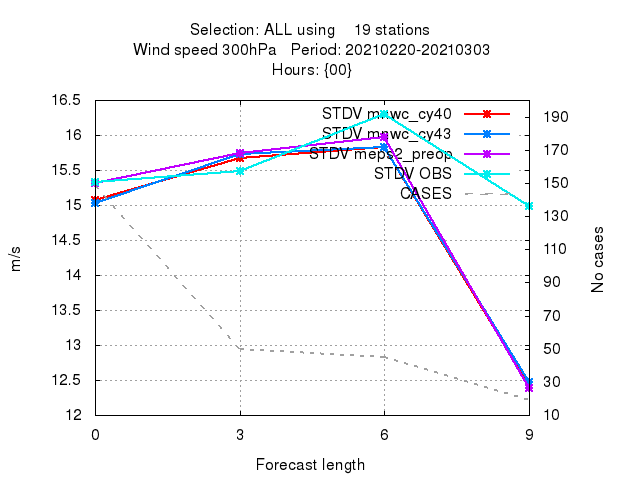 Selection: ALL using 19 stations
Wind speed 300hPa Period: 20210220-20210303
Hours: {00}
16.5
16
15.5
15
14.5
14
13.5
13
12.5
12
190
170
150
130
110
90
70
50
30
10
STDV cy40
STDV cy43
STDV meps2_preop
STDV OBS
CASES
m/s
No cases
0 3 6 9
Forecast length